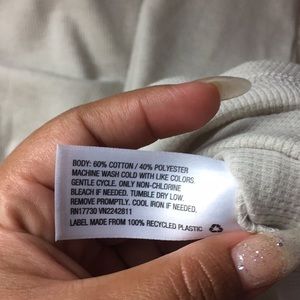 BODY: 60% COTTON / 40% POLYESTER
MACHINE WASH COLD WITH LIKE COLORS.
GENTLE CYCLE. ONLY NON-CHLORINE
BLEACH IF NEEDED. TUMBLE DRY LOW.
REMOVE PROMPTLY. COOL IRON IF NEEDED.
RN17730 VN2242811
LABEL MADE FROM 100% RECYCLED PLASTIC